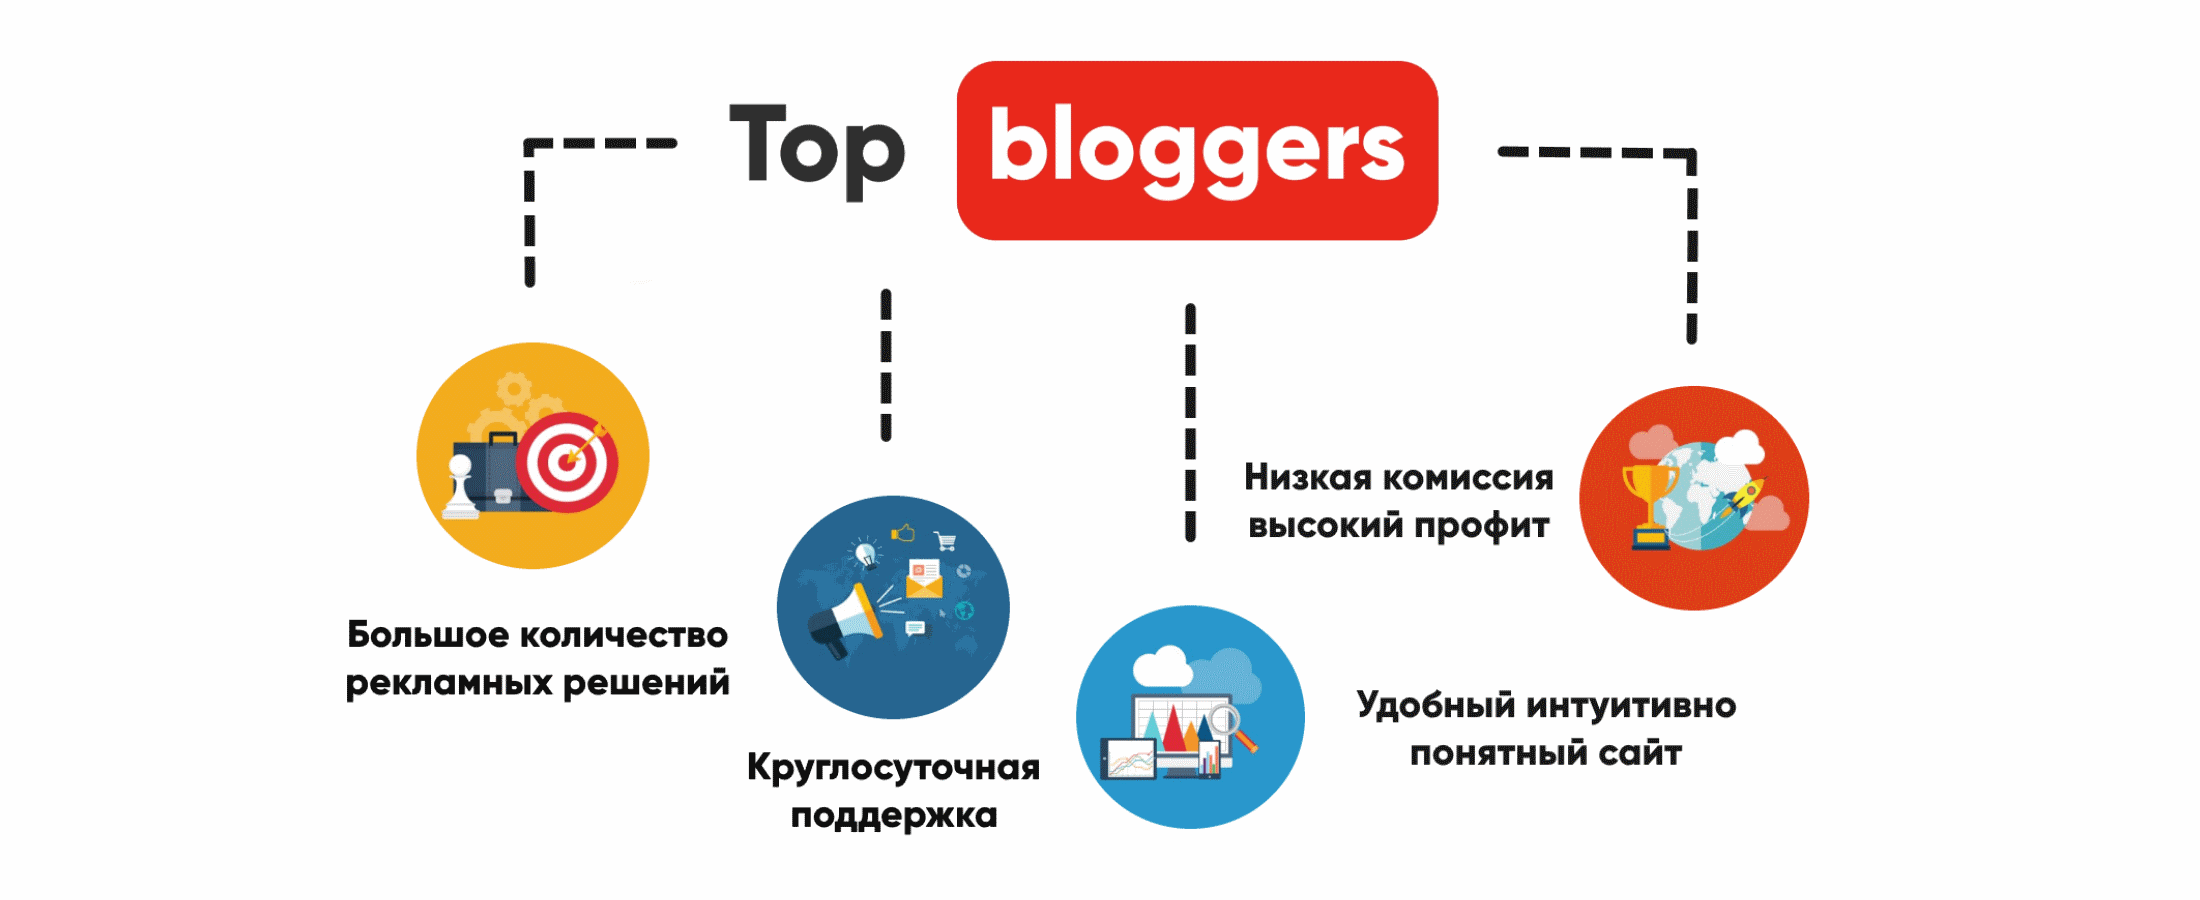 Top bloggers
Большое количество
рекламных решений
Круглосуточная
поддержка
Низкая комиссия
высокий профит
Удобный интуитивно
понятный сайт